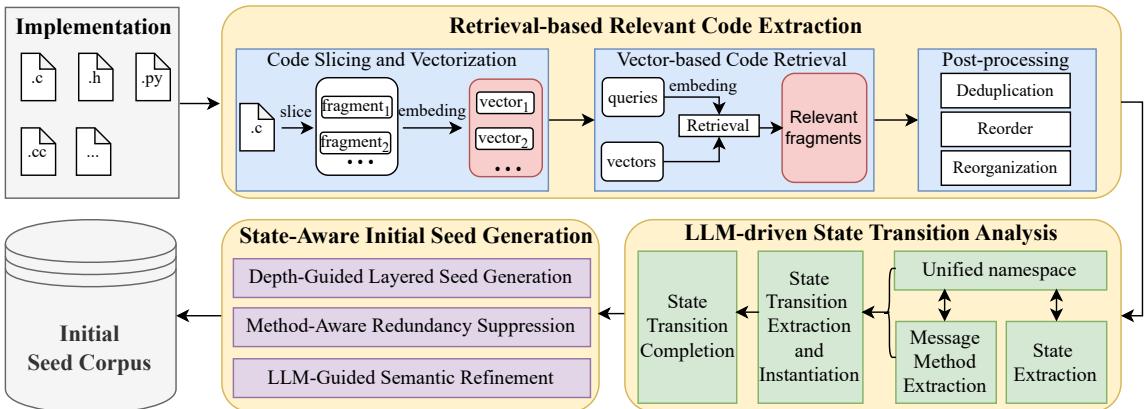 Implementation
.c
.h
.py
.cc
...
Retrieval-based Relevant Code Extraction
Code Slicing and Vectorization
.c
slice
fragment1
fragment2
...
embeding
vector1
vector2
...
Vector-based Code Retrieval
queries
embeding
Retrieval
vectors
Relevant
fragments
Post-processing
Deduplication
Reorder
Reorganization
LLM-driven State Transition Analysis
Unified namespace
Message
Method
Extraction
State
Extraction
State
Transition
Extraction
and
Instantiation
State
Transition
Completion
State-Aware Initial Seed Generation
Depth-Guided Layered Seed Generation
Method-Aware Redundancy Suppression
LLM-Guided Semantic Refinement
Initial
Seed Corpus